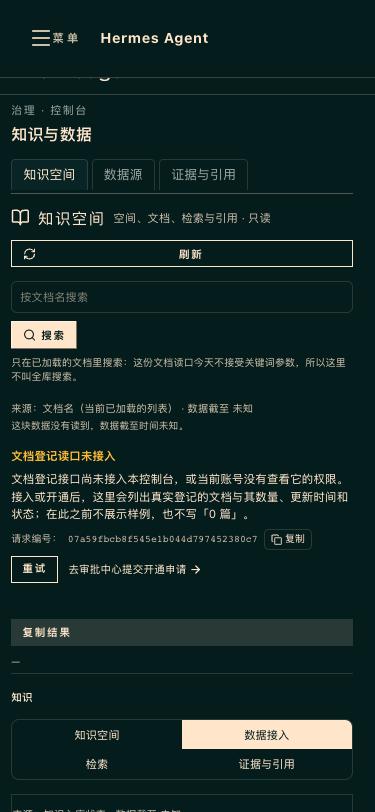 菜单
Hermes Agent
治理 · 控制台
知识与数据
知识空间
数据源
证据与引用
知识空间
空间、文档、检索与引用 · 只读
刷新
按文档名搜索
搜索
只在已加载的文档里搜索：这份文档读口今天不接受关键词参数，所以这里
不叫全库搜索。
来源：文档名（当前已加载的列表） · 数据截至 未知
这块数据没有读到，数据截至时间未知。
文档登记读口未接入
文档登记接口尚未接入本控制台，或当前账号没有查看它的权限。
接入或开通后，这里会列出真实登记的文档与其数量、更新时间和
状态；在此之前不展示样例，也不写「0 篇」。
请求编号： 07a59fbcb8f545e1b044d797452380c7 复制
重试
去审批中心提交开通申请 →
复制结果
—
知识
知识空间
数据接入
检索
证据与引用